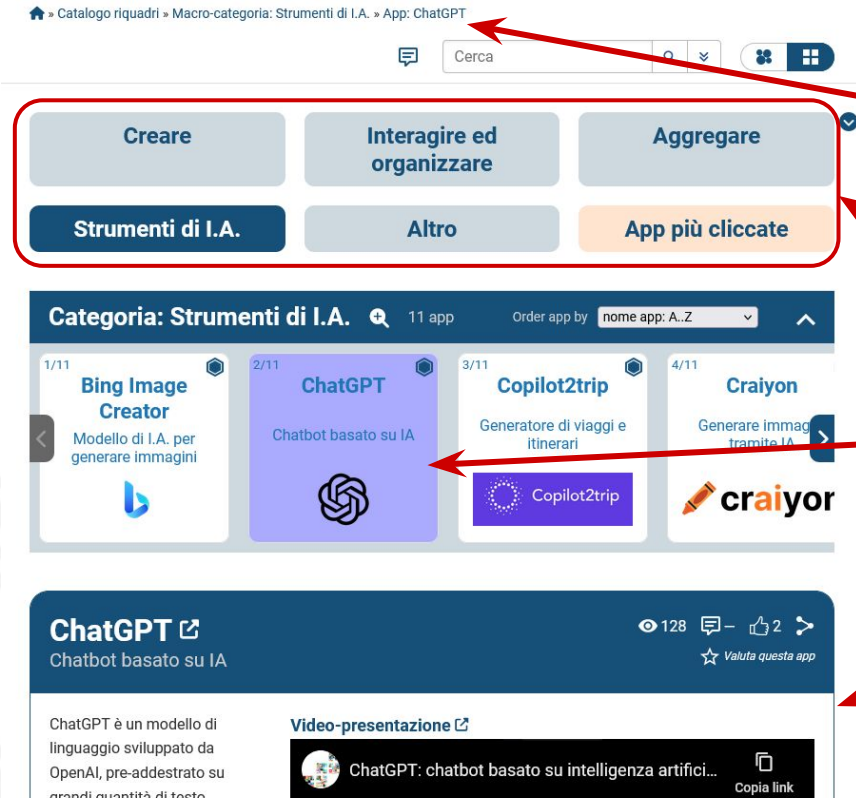 » Catalogo riquadri » Macro-categoria: Strumenti di I.A. » App: ChatGPT
Cerca
Creare
Interagire ed
organizzare
Aggregare
Strumenti di I.A.
Altro
App più cliccate
Categoria: Strumenti di I.A.
11 app
Order app by
nome app: A..Z
1/11
Bing Image
Creator
Modello di I.A. per
generare immagini
2/11
ChatGPT
Chatbot basato su IA
3/11
Copilot2trip
Generatore di viaggi e
itinerari
Copilot2trip
4/11
Craiyon
Generare immag
tramite IA
craiyon
ChatGPT
Chatbot basato su IA
128 – 2
Valuta questa app
ChatGPT è un modello di
linguaggio sviluppato da
OpenAI, pre-addestrato su
grandi quantità di testo
Video-presentazione
ChatGPT: chatbot basato su intelligenza artifici...
Copia link